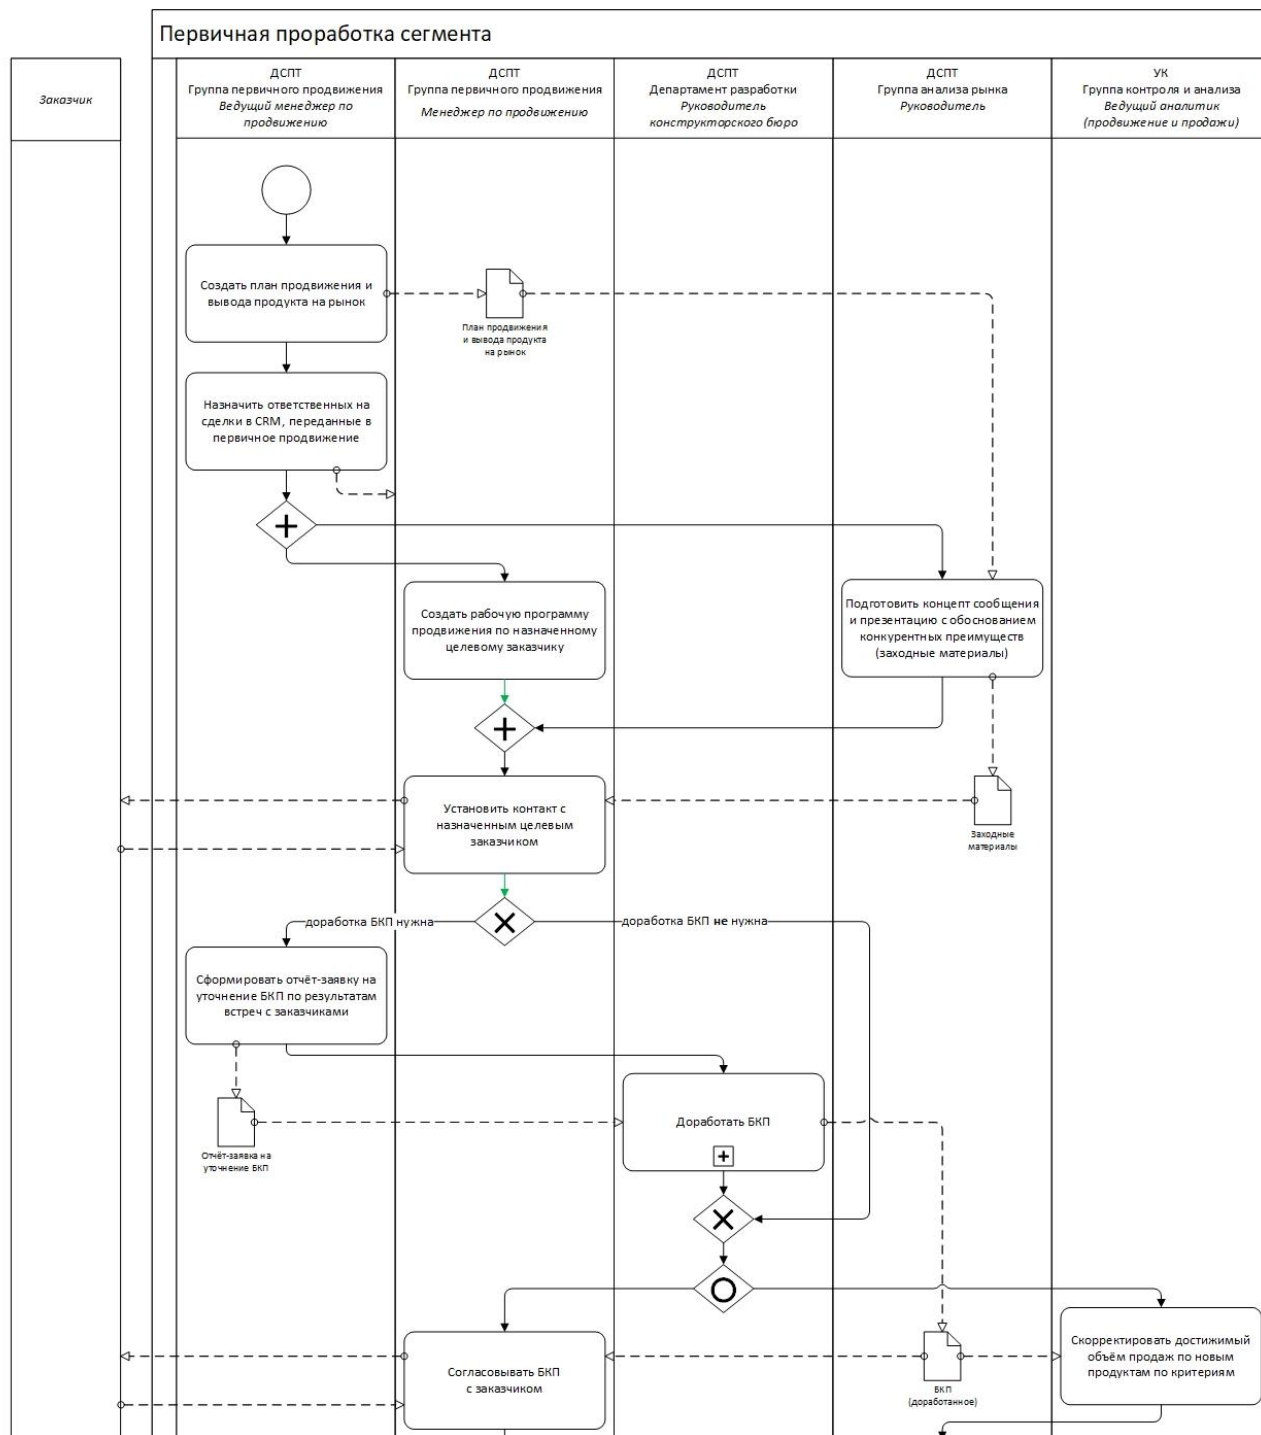 Первичная проработка сегмента
Заказчик
ДСПТ
Группа первичного продвижения
Ведущий менеджер по
продвижению
ДСПТ
Группа первичного продвижения
Менеджер по продвижению
ДСПТ
Департамент разработки
Руководитель
конструкторского бюро
ДСПТ
Группа анализа рынка
Руководитель
УК
Группа контроля и анализа
Ведущий аналитик
(продвижение и продажи)
Создать план продвижения и
вывода продукта на рынок
План продвижения
и вывода продукта
на рынок
Назначить ответственных на
сделки в CRM, переданные в
первичное продвижение
Создать рабочую программу
продвижения по назначенному
целевому заказчику
Подготовить концепт сообщения
и презентацию с обоснованием
конкурентных преимуществ
(заходные материалы)
Установить контакт с
назначенным целевым
заказчиком
Заходные
материалы
доработка БКП нужна
доработка БКП не нужна
Сформировать отчёт-заявку на
уточнение БКП по результатам
встреч с заказчиками
Отчёт-заявка на
уточнение БКП
Доработать БКП
Согласовывать БКП
с заказчиком
БКП
(доработанное)
Скорректировать достижимый
объём продаж по новым
продуктам по критериям